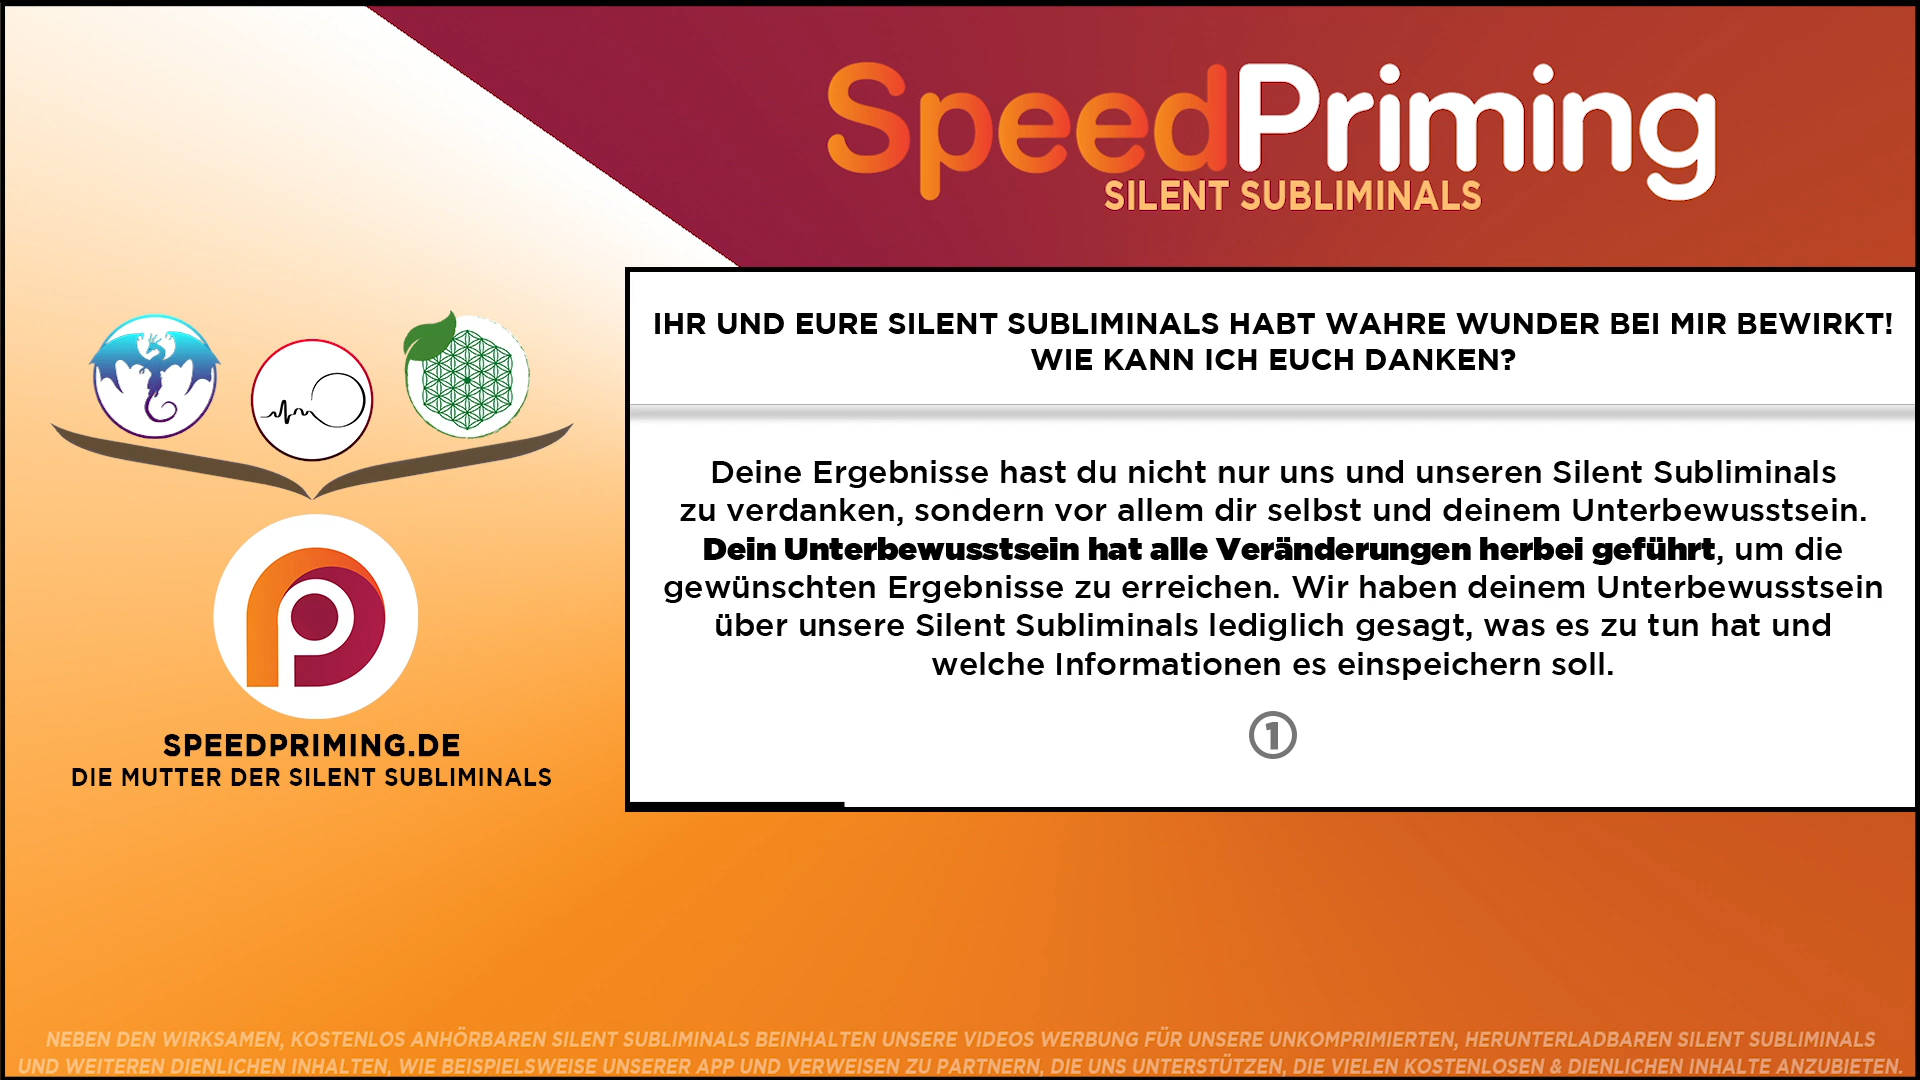 SpeedPriming
SILENT SUBLIMINALS
IHR UND EURE SILENT SUBLIMINALS HABT WAHRE WUNDER BEI MIR BEWIRKT!
WIE KANN ICH EUCH DANKEN?
Deine Ergebnisse hast du nicht nur uns und unseren Silent Subliminals
zu verdanken, sondern vor allem dir selbst und deinem Unterbewusstsein.
Dein Unterbewusstsein hat alle Veränderungen herbei geführt, um die
gewünschten Ergebnisse zu erreichen. Wir haben deinem Unterbewusstsein
über unsere Silent Subliminals lediglich gesagt, was es zu tun hat und
welche Informationen es einspeichern soll.
①
SPEEDPRIMING.DE
DIE MUTTER DER SILENT SUBLIMINALS
NEBEN DEN WIRKSAMEN, KOSTENLOS ANHÖRBAREN SILENT SUBLIMINALS BEINHALTEN UNSERE VIDEOS WERBUNG FÜR UNSERE UNKOMPRIMIERTEN, HERUNTERLADBAREN SILENT SUBLIMINALS
UND WEITEREN DIENLICHEN INHALTEN, WIE BEISPIELSWEISE UNSERER APP UND VERWEISEN ZU PARTNERN, DIE UNS UNTERSTÜTZEN, DIE VIELEN KOSTENLOSEN & DIENLICHEN INHALTE ANZUBIETEN.